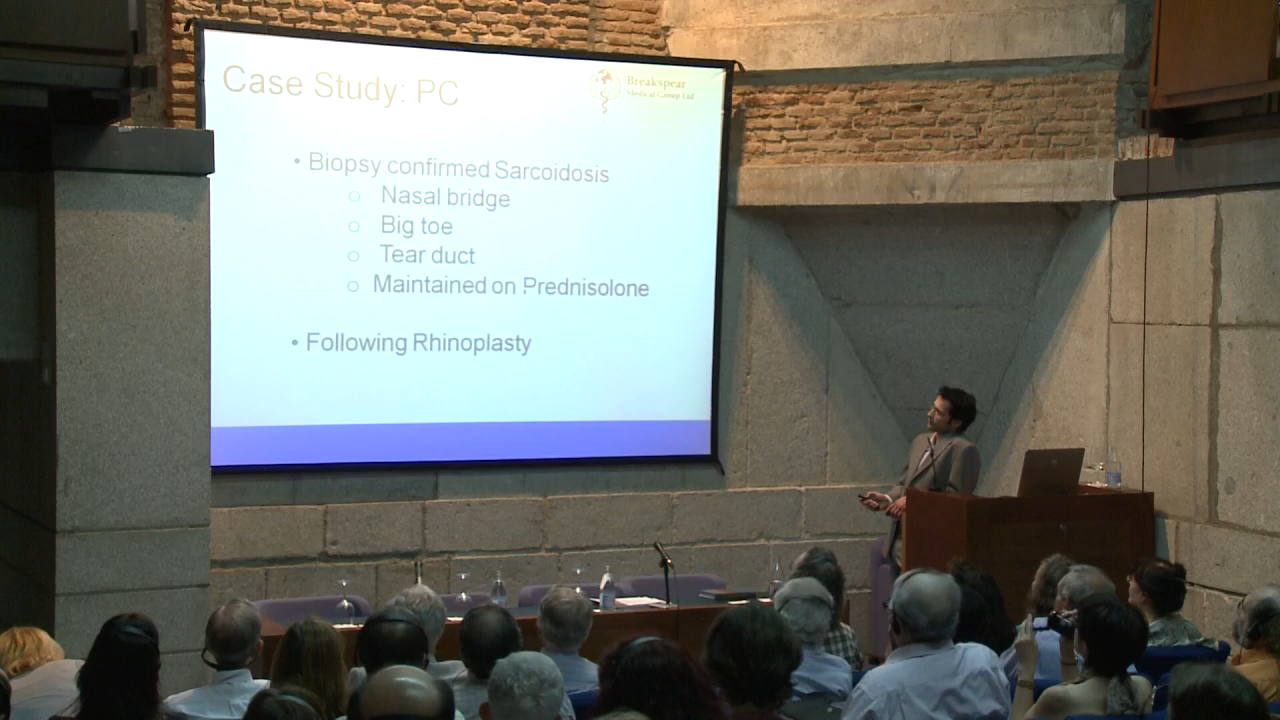 Case Study: PC
Breakspear
Medical Group Ltd
• Biopsy confirmed Sarcoidosis
○ Nasal bridge
○ Big toe
○ Tear duct
○ Maintained on Prednisolone
• Following Rhinoplasty